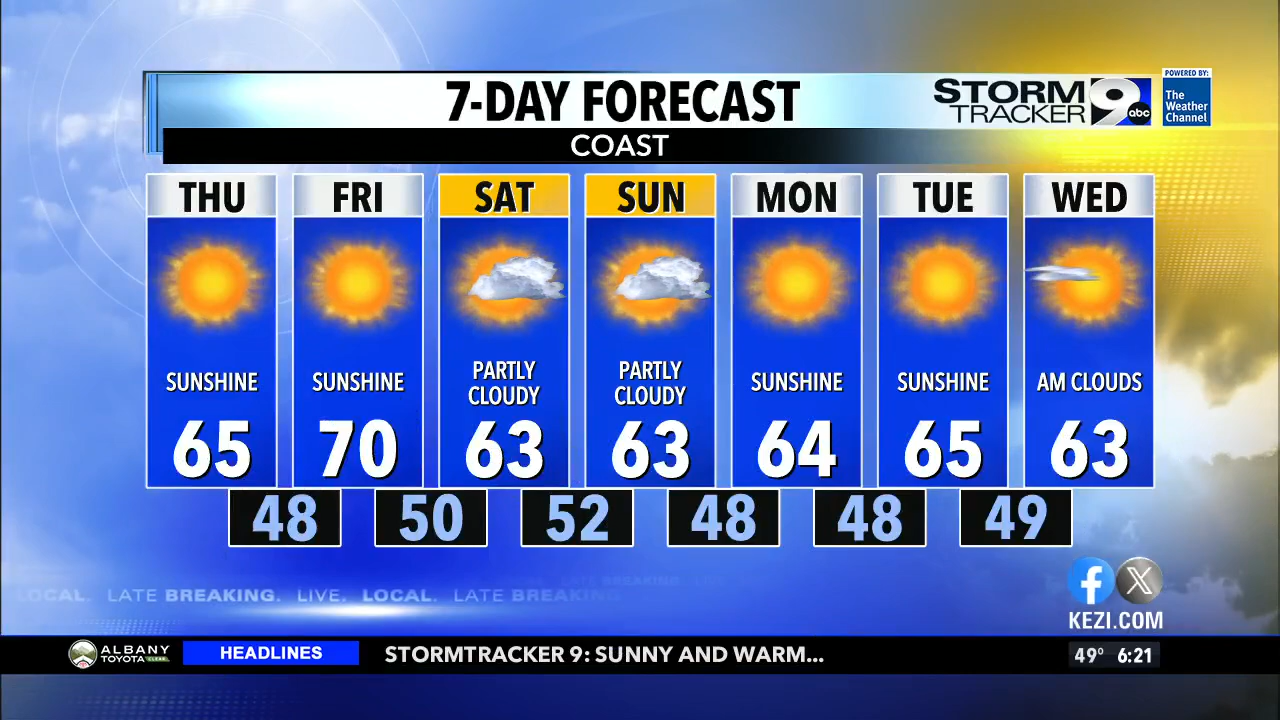 7-DAY FORECAST
COAST
STORM
TRACKER
9
abc
POWERED BY:
The
Weather
Channel
THU FRI SAT SUN MON TUE WED
SUNSHINE SUNSHINE PARTLY CLOUDY PARTLY CLOUDY SUNSHINE SUNSHINE AM CLOUDS
65 70 63 63 64 65 63
48 50 52 48 48 49
LOCAL. LATE BREAKING. LIVE. LOCAL. LATE BREAKING
KEZI.COM
ALBANY
TOYOTA
HEADLINES
STORMTRACKER 9: SUNNY AND WARM...
49° 6:21